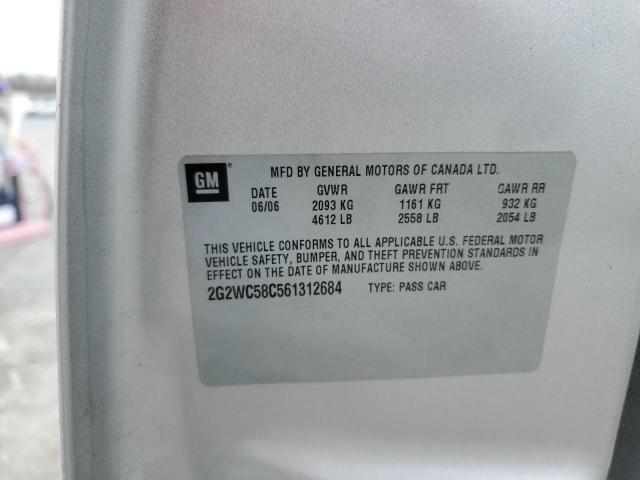 GM
MFD BY GENERAL MOTORS OF CANADA LTD.
DATE GVWR GAWR FRT GAWR RR
06/06 2093 KG 1161 KG 932 KG
4612 LB 2558 LB 2054 LB
THIS VEHICLE CONFORMS TO ALL APPLICABLE U.S. FEDERAL MOTOR
VEHICLE SAFETY, BUMPER, AND THEFT PREVENTION STANDARDS IN
EFFECT ON THE DATE OF MANUFACTURE SHOWN ABOVE.
2G2WC58C561312684 TYPE: PASS CAR